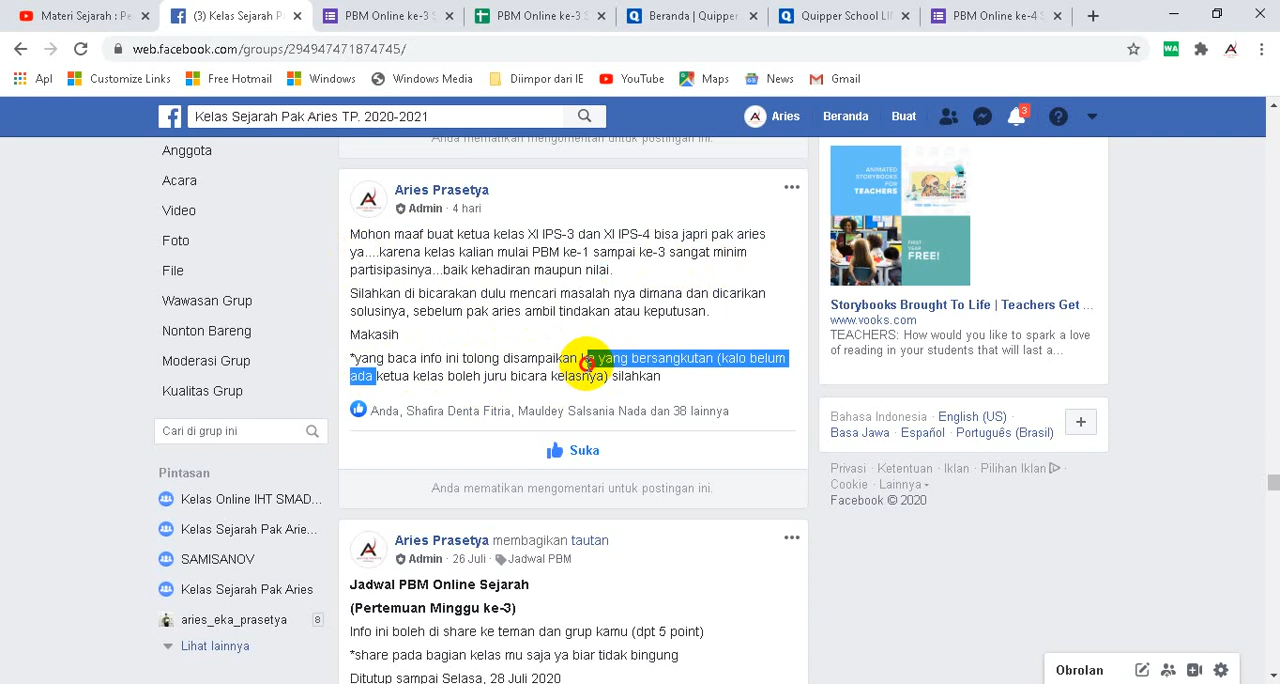 Materi Sejarah : Pe
(3) Kelas Sejarah P
PBM Online ke-3 S
PBM Online ke-3 S
Beranda | Quipper
Quipper School LI
PBM Online ke-4 S
web.facebook.com/groups/294947471874745/
Apl
Customize Links
Free Hotmail
Windows
Windows Media
Diimpor dari IE
YouTube
Maps
News
Gmail
Kelas Sejarah Pak Aries TP. 2020-2021
Aries
Beranda
Buat
3
Anggota
Acara
Video
Foto
File
Wawasan Grup
Nonton Bareng
Moderasi Grup
Kualitas Grup
Cari di grup ini
Pintasan
Kelas Online IHT SMAD...
Kelas Sejarah Pak Arie...
SAMISANOV
Kelas Sejarah Pak Aries
aries_eka_prasetya 8
Lihat lainnya
Anda mematikan mengomentari untuk postingan ini.
Aries Prasetya
Admin
Mohon maaf buat ketua kelas XI IPS-3 dan XI IPS-4 bisa japri pak aries
ya.....karena kelas kalian mulai PBM ke-1 sampai ke-3 sangat minim
partisipasinya...baik kehadiran maupun nilai.
Silahkan di bicarakan dulu mencari masalah nya dimana dan dicarikan
solusinya, sebelum pak aries ambil tindakan atau keputusan.
Makasih
*yang baca info ini tolong disampaikan ke yang bersangkutan (kalo belum
ada ketua kelas boleh juru bicara kelasnya) silahkan
Anda, Shafira Denta Fitria, Mauldey Salsania Nada dan 38 lainnya
Suka
Anda mematikan mengomentari untuk postingan ini.
Aries Prasetya membagikan tautan
Admin · 26 Juli · Jadwal PBM
Jadwal PBM Online Sejarah
(Pertemuan Minggu ke-3)
Info ini boleh di share ke teman dan grup kamu (dpt 5 point)
*share pada bagian kelas mu saja ya biar tidak bingung
Ditutup sampai Selasa, 28 Juli 2020
ANIMATED
STORYBOOKS
FOR
TEACHERS
FIRST
YEAR
FREE!
Storybooks Brought To Life | Teachers Get ...
www.vooks.com
TEACHERS: How would you like to spark a love
of reading in your students that will last a...
Bahasa Indonesia · English (US) ·
Basa Jawa · Español · Português (Brasil)
Privasi · Ketentuan · Iklan · Pilihan Iklan ·
Cookie · Lainnya
Facebook © 2020
Obrolan